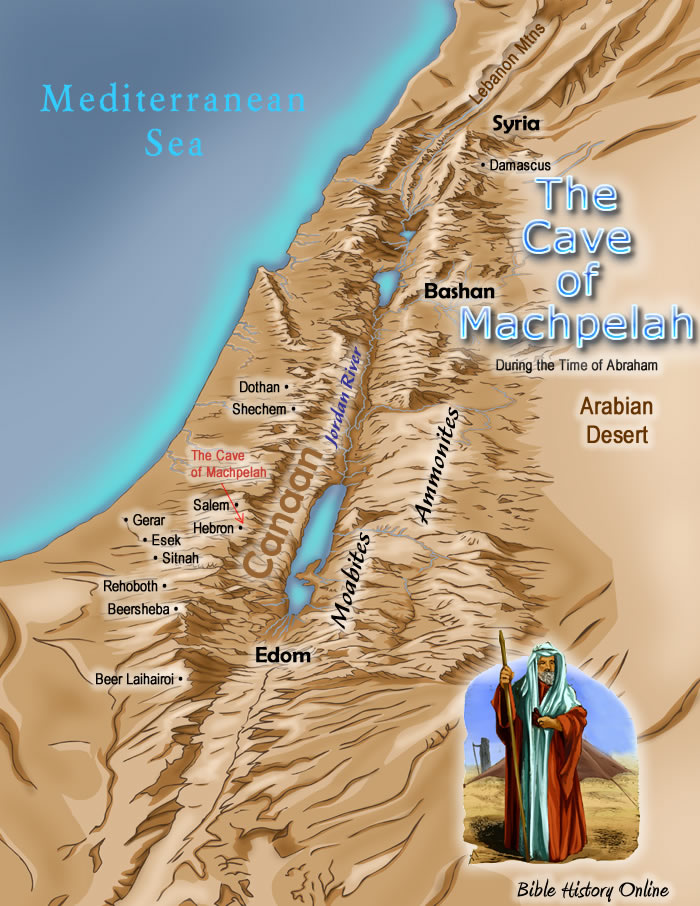 Mediterranean
Sea
Lebanon Mtns
Syria
• Damascus
The
Cave
of
Machpelah
During the Time of Abraham
Bashan
Arabian
Desert
Jordan River
Dothan •
Shechem •
Ammonites
Canaan
The Cave
of Machpelah
Salem •
Hebron •
• Gerar
• Esek
• Sitnah
Moabites
Rehoboth •
Beersheba •
Edom
Beer Laihairoi •
Bible History Online